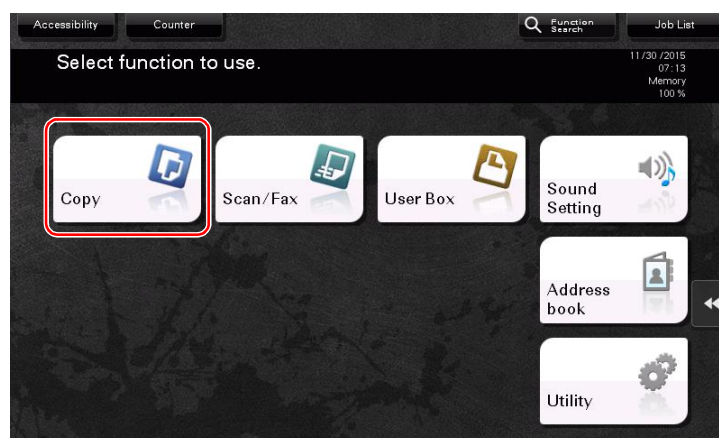 Accessibility
Counter
Function
Search
Job List
Select function to use.
11/30 /2015
07:13
Memory
100 %
Copy
Scan/Fax
User Box
Sound
Setting
Address
book
Utility